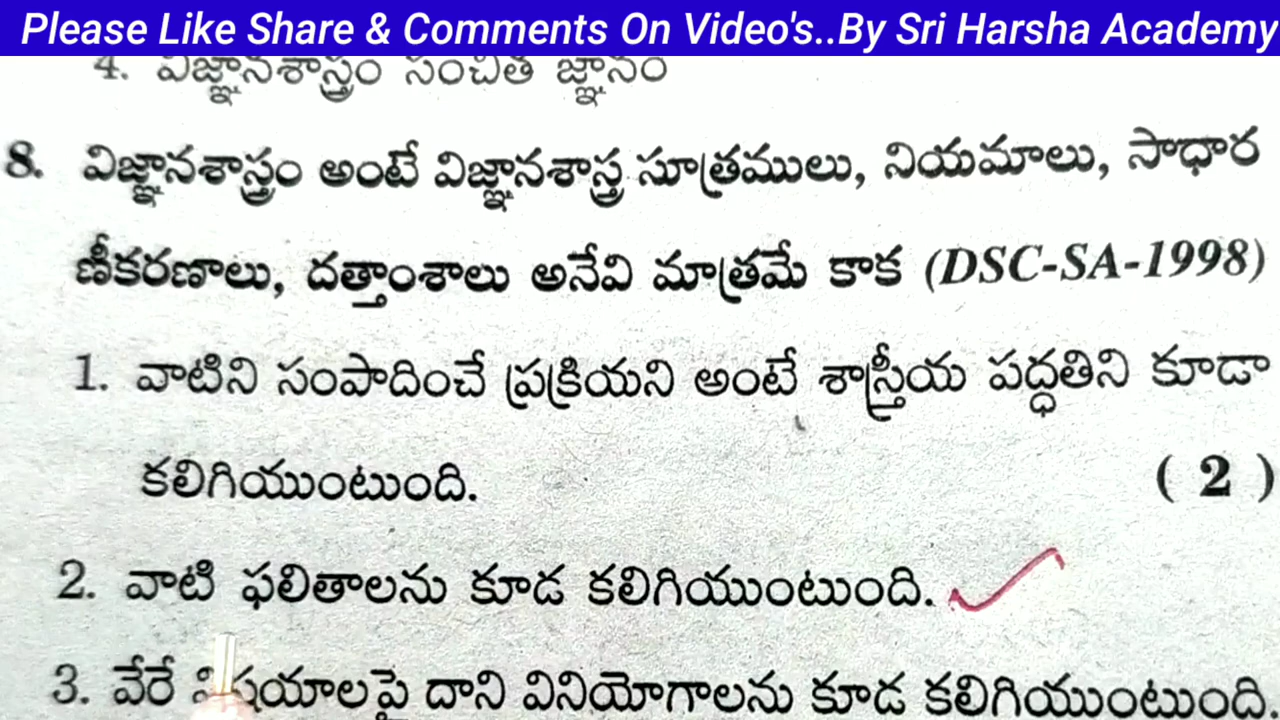 Please Like Share & Comments On Video's..By Sri Harsha Academy
4. విజ్ఞానశాస్త్రం సంచిత జ్ఞానం
8. విజ్ఞానశాస్త్రం అంటే విజ్ఞానశాస్త్ర సూత్రములు, నియమాలు, సాధార
ణీకరణాలు, దత్తాంశాలు అనేవి మాత్రమే కాక (DSC-SA-1998)
1. వాటిని సంపాదించే ప్రక్రియని అంటే శాస్త్రీయ పద్ధతిని కూడా
కలిగియుంటుంది. ( 2 )
2. వాటి ఫలితాలను కూడ కలిగియుంటుంది.
3. వేరే విషయాలపై దాని వినియోగాలను కూడ కలిగియుంటుంది.